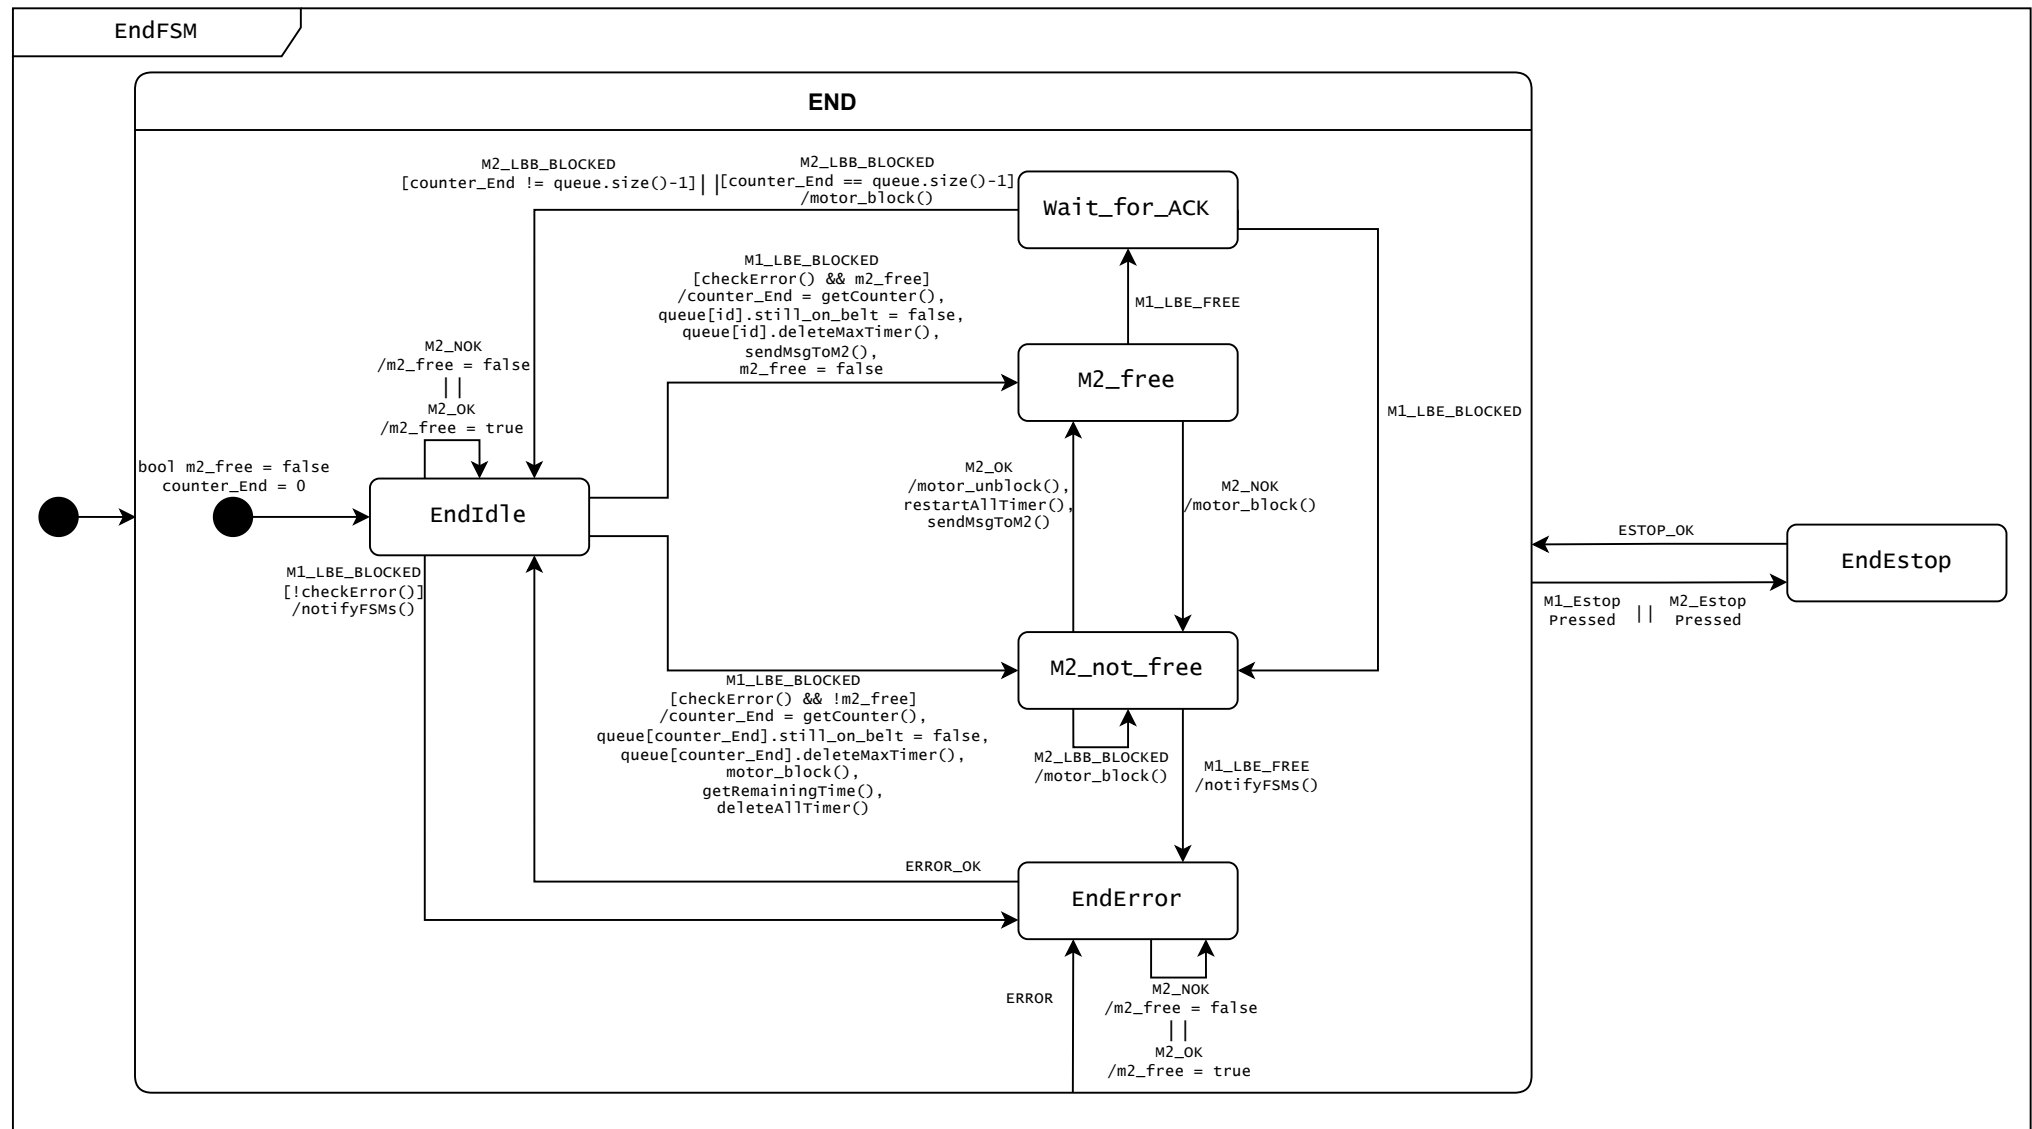 EndFSM
END
M2_LBB_BLOCKED
[counter_End != queue.size()-1]
||
M2_LBB_BLOCKED
[counter_End == queue.size()-1]
/motor_block()
Wait_for_ACK
M1_LBE_BLOCKED
[checkError() && m2_free]
/counter_End = getCounter(),
queue[id].still_on_belt = false,
queue[id].deleteMaxTimer(),
sendMsgToM2(),
m2_free = false
M1_LBE_FREE
M2_NOK
/m2_free = false
||
M2_OK
/m2_free = true
M2_free
M1_LBE_BLOCKED
bool m2_free = false
counter_End = 0
EndIdle
M2_OK
/motor_unblock(),
restartAllTimer(),
sendMsgToM2()
M2_NOK
/motor_block()
ESTOP_OK
EndEstop
M1_Estop
Pressed
||
M2_Estop
Pressed
M1_LBE_BLOCKED
[!checkError()]
/notifyFSMs()
M2_not_free
M1_LBE_BLOCKED
[checkError() && !m2_free]
/counter_End = getCounter(),
queue[counter_End].still_on_belt = false,
queue[counter_End].deleteMaxTimer(),
motor_block(),
getRemainingTime(),
deleteAllTimer()
M2_LBB_BLOCKED
/motor_block()
M1_LBE_FREE
/notifyFSMs()
ERROR_OK
EndError
ERROR
M2_NOK
/m2_free = false
||
M2_OK
/m2_free = true